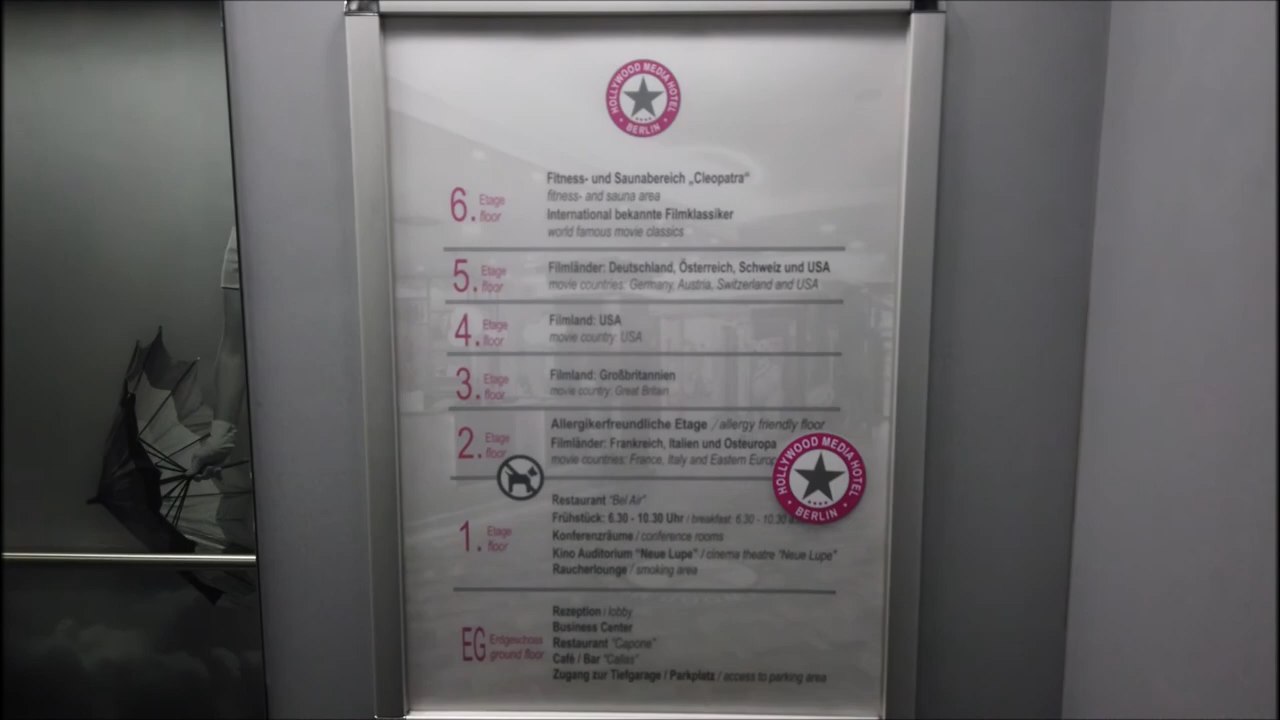 HOLLYWOOD MEDIA HOTEL
BERLIN
6. Etage
floor
Fitness- und Saunabereich „Cleopatra“
fitness- and sauna area
International bekannte Filmklassiker
world famous movie classics
5. Etage
floor
Filmländer: Deutschland, Österreich, Schweiz und USA
movie countries: Germany, Austria, Switzerland and USA
4. Etage
floor
Filmland: USA
movie country: USA
3. Etage
floor
Filmland: Großbritannien
movie country: Great Britain
2. Etage
floor
Allergikerfreundliche Etage / allergy friendly floor
Filmländer: Frankreich, Italien und Osteuropa
movie countries: France, Italy and Eastern
HOLLYWOOD MEDIA HOTEL
BERLIN
1. Etage
floor
Restaurant "Bel Air"
Frühstück: 6.30 - 10.30 Uhr / breakfast: 6.30 - 10.30
Konferenzräume / conference rooms
Kino Auditorium "Neue Lupe" / cinema theatre "Neue Lupe"
Raucherlounge / smoking area
EG Erdgeschoss
ground floor
Rezeption / lobby
Business Center
Restaurant "Capone"
Café / Bar "Callas"
Zugang zur Tiefgarage / Parkplatz / access to parking area